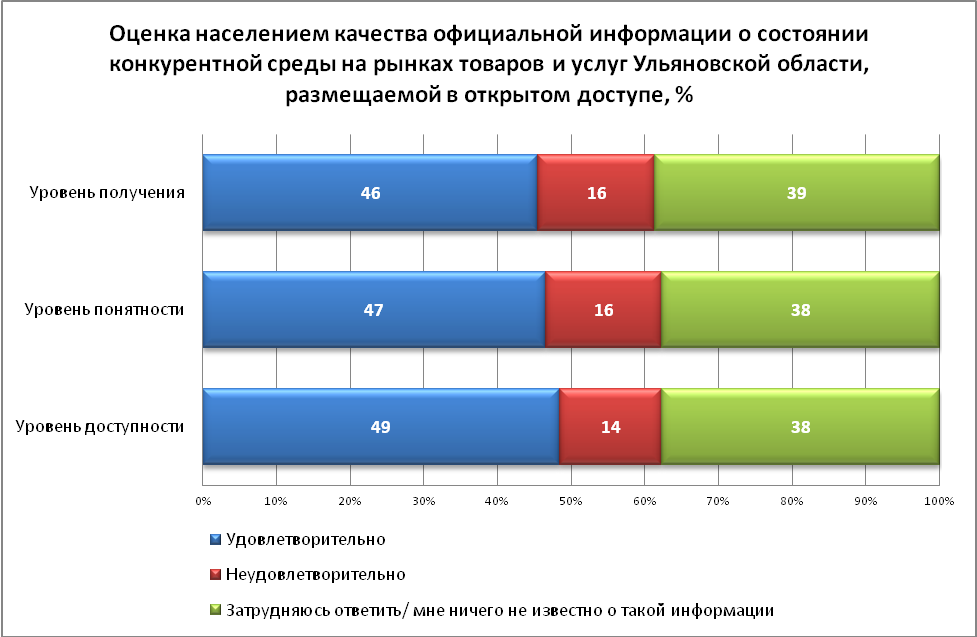 Оценка населением качества официальной информации о состоянии
конкурентной среды на рынках товаров и услуг Ульяновской области,
размещаемой в открытом доступе, %
Уровень получения
46
16
39
Уровень понятности
47
16
38
Уровень доступности
49
14
38
0%
10%
20%
30%
40%
50%
60%
70%
80%
90%
100%
Удовлетворительно
Неудовлетворительно
Затрудняюсь ответить/ мне ничего не известно о такой информации